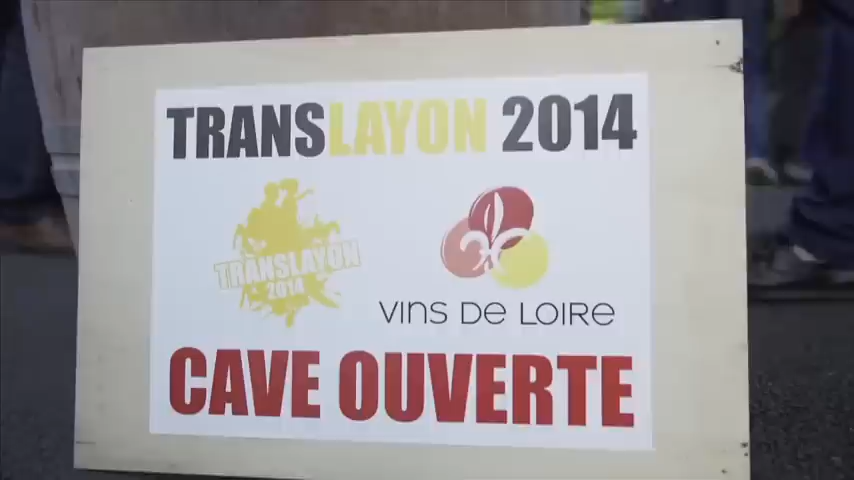 TRANSLAYON 2014
TRANSLAYON
2014
VINS DE LOIRE
CAVE OUVERTE